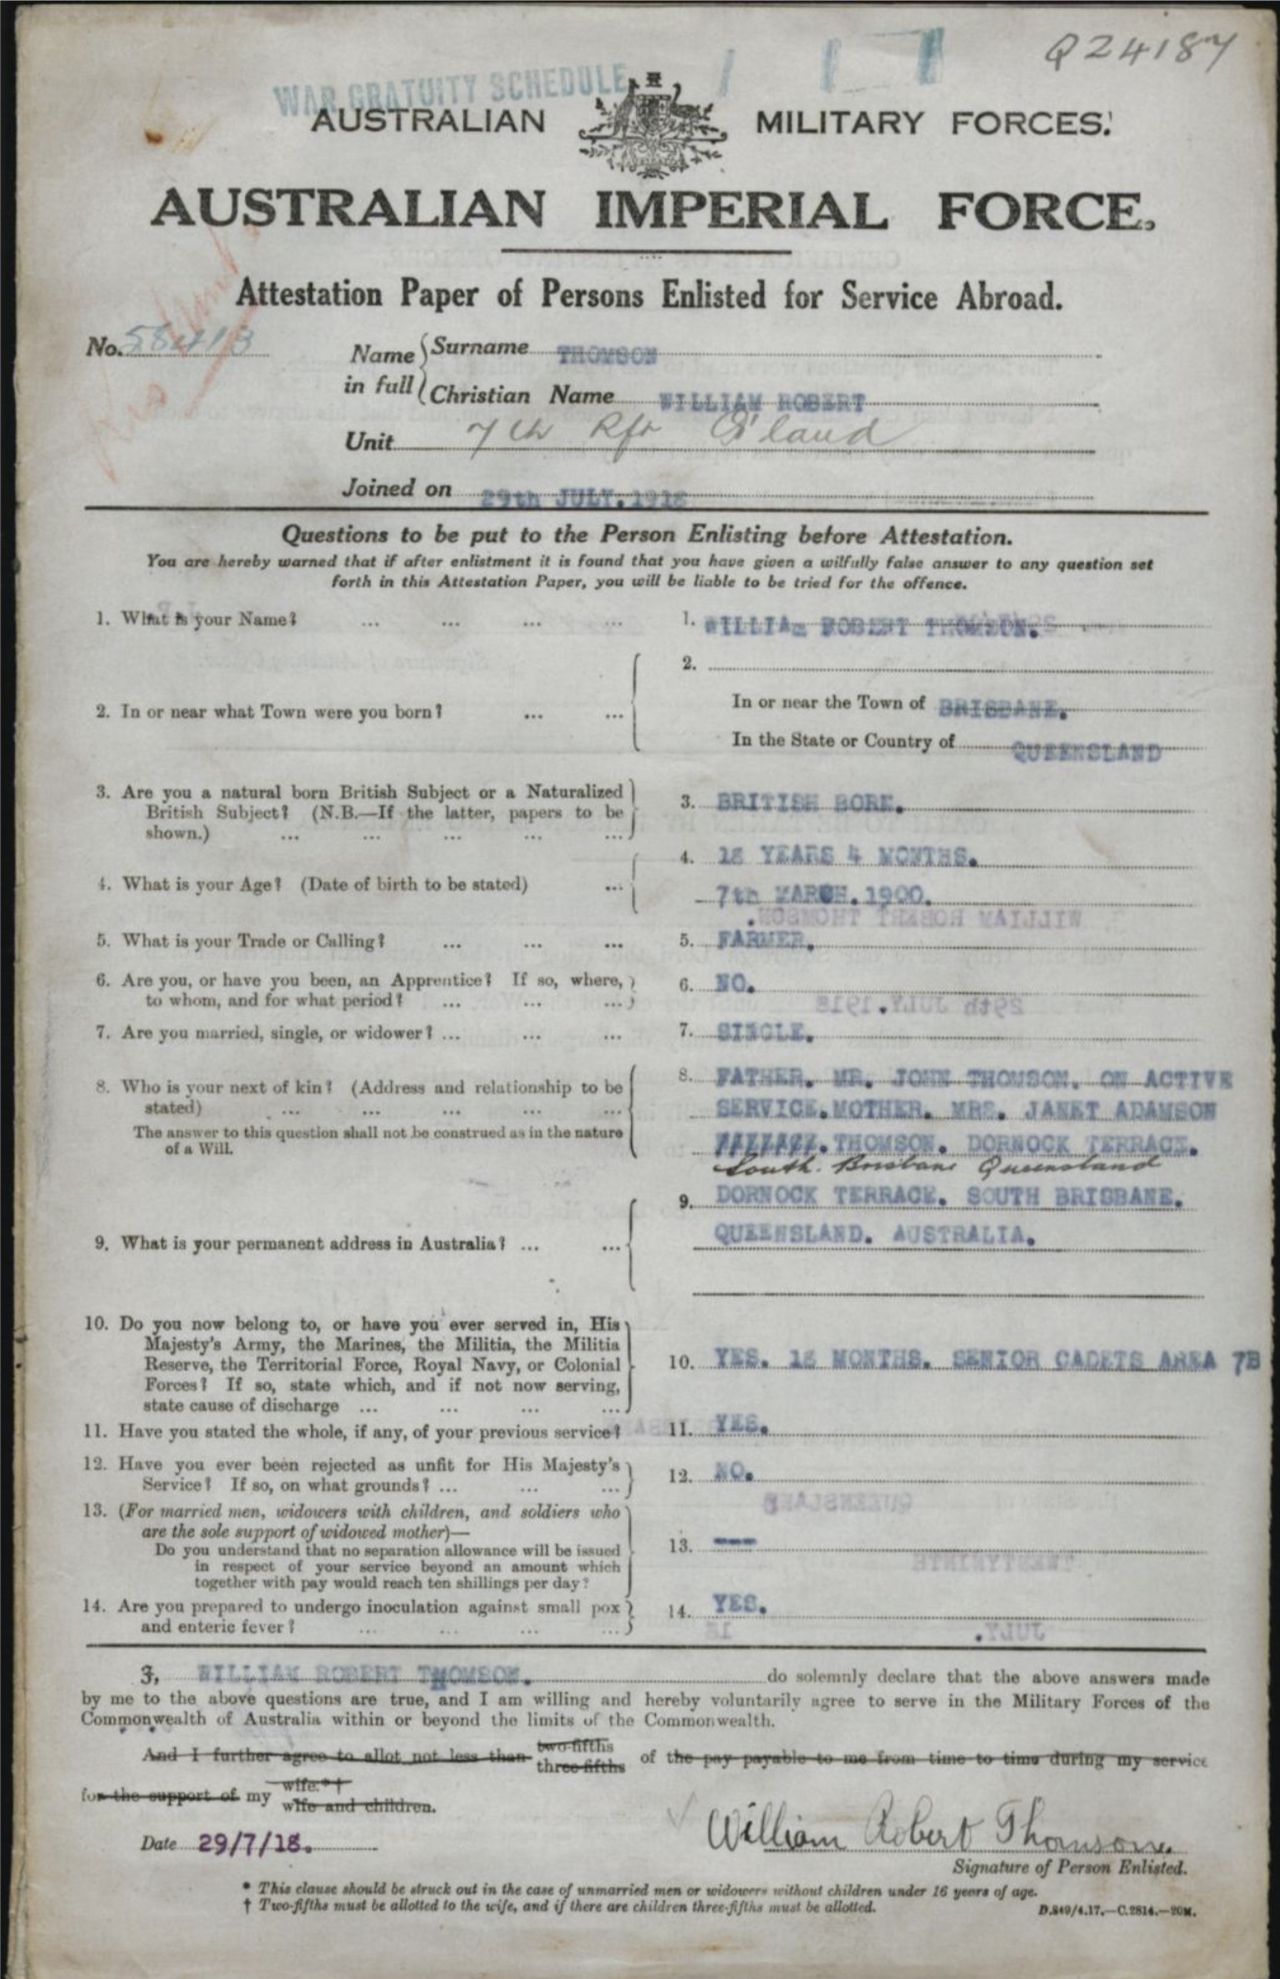 Q24187
WAR GRATUITY SCHEDULE
AUSTRALIAN MILITARY FORCES.
AUSTRALIAN IMPERIAL FORCE.
Attestation Paper of Persons Enlisted for Service Abroad.
No. 58413
Name in full { Surname THOMSON
Christian Name WILLIAM ROBERT
Unit 7th Rft Q'land
Joined on 29th JULY.1918
Questions to be put to the Person Enlisting before Attestation.
You are hereby warned that if after enlistment it is found that you have given a wilfully false answer to any question set
forth in this Attestation Paper, you will be liable to be tried for the offence.
1. What is your Name? ... ... ... ... 1. WILLIAm ROBERT THOMSON.
2.
2. In or near what Town were you born? ... ... In or near the Town of BRISBANE.
In the State or Country of QUEENSLAND
3. Are you a natural born British Subject or a Naturalized
British Subject? (N.B.—If the latter, papers to be
shown.) ... ... ... ... ...
3. BRITISH BORN.
4. What is your Age? (Date of birth to be stated) ...
4. 18 YEARS 4 MONTHS.
7th MARCH.1900.
WILLIAM ROBERT THOMSON.
5. What is your Trade or Calling? ... ... ... 5. FARMER.
6. Are you, or have you been, an Apprentice? If so, where,
to whom, and for what period? ... ... ...
6. NO.
29th JULY.1918
7. Are you married, single, or widower? ... ... ... 7. SINGLE.
8. Who is your next of kin? (Address and relationship to be
stated) ... ... ... ... ...
The answer to this question shall not be construed as in the nature
of a Will.
8. FATHER. MR. JOHN THOMSON. ON ACTIVE
SERVICE.MOTHER. MRS. JANET ADAMSON
THOMSON. DORNOCK TERRACE.
South Brisbane Queensland
9. What is your permanent address in Australia? ... ...
9. DORNOCK TERRACE. SOUTH BRISBANE.
QUEENSLAND. AUSTRALIA.
10. Do you now belong to, or have you ever served in, His
Majesty's Army, the Marines, the Militia, the Militia
Reserve, the Territorial Force, Royal Navy, or Colonial
Forces? If so, state which, and if not now serving,
state cause of discharge ... ... ... ...
10. YES. 18 MONTHS. SENIOR CADETS AREA 7B
11. Have you stated the whole, if any, of your previous service? 11. YES.
12. Have you ever been rejected as unfit for His Majesty's
Service? If so, on what grounds? ... ... ...
12. NO.
QUEENSLAND
13. (For married men, widowers with children, and soldiers who
are the sole support of widowed mother)—
Do you understand that no separation allowance will be issued
in respect of your service beyond an amount which
together with pay would reach ten shillings per day?
13. ---
TWENTYNINTH
14. Are you prepared to undergo inoculation against small pox
and enteric fever? ... ... ... ...
14. YES.
JULY. 18
I, WILLIAM ROBERT THOMSON. do solemnly declare that the above answers made
by me to the above questions are true, and I am willing and hereby voluntarily agree to serve in the Military Forces of the
Commonwealth of Australia within or beyond the limits of the Commonwealth.
And I further agree to allot not less than two-fifths three-fifths of the pay payable to me from time to time during my service
for the support of my wife.*† wife and children.
Date 29/7/18.
William Robert Thomson.
Signature of Person Enlisted.
* This clause should be struck out in the case of unmarried men or widowers without children under 16 years of age.
† Two-fifths must be allotted to the wife, and if there are children three-fifths must be allotted.
D.849/4.17.—C.2814.—20M.